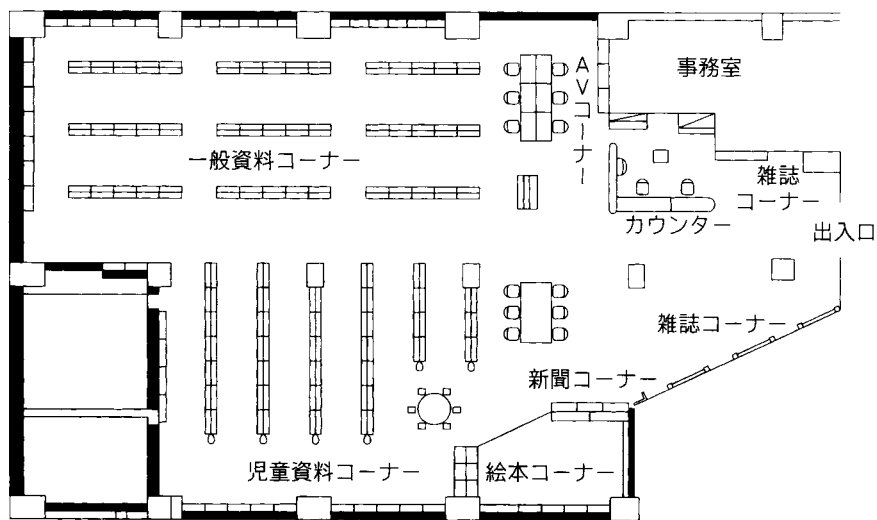 事務室
AVコーナー
一般資料コーナー
雑誌
コーナー
カウンター
出入口
雑誌コーナー
新聞コーナー
児童資料コーナー
絵本コーナー